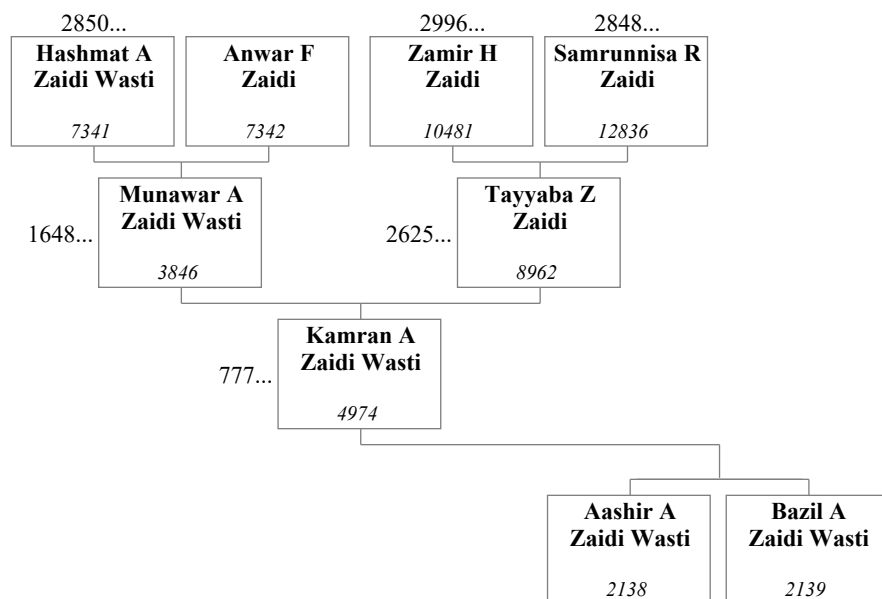 2850...
2996...
2848...
Hashmat A
Zaidi Wasti
7341
Anwar F
Zaidi
7342
Zamir H
Zaidi
10481
Samrunnisa R
Zaidi
12836
1648...
Munawar A
Zaidi Wasti
3846
2625...
Tayyaba Z
Zaidi
8962
777...
Kamran A
Zaidi Wasti
4974
Aashir A
Zaidi Wasti
2138
Bazil A
Zaidi Wasti
2139